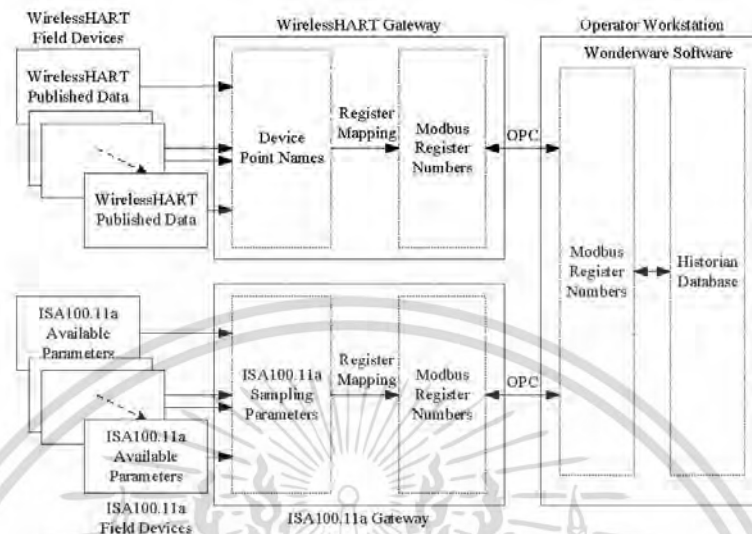 WirelessHART
Field Devices
WirelessHART
Published Data
WirelessHART
Published Data
WirelessHART Gateway
Device
Point Names
Register
Mapping
Modbus
Register
Numbers
OPC
Operator Workstation
Wonderware Software
Modbus
Register
Numbers
Historian
Database
ISA100.11a
Available
Parameters
ISA100.11a
Available
Parameters
ISA100.11a
Field Devices
ISA100.11a
Sampling
Parameters
Register
Mapping
Modbus
Register
Numbers
OPC
ISA100.11a Gateway